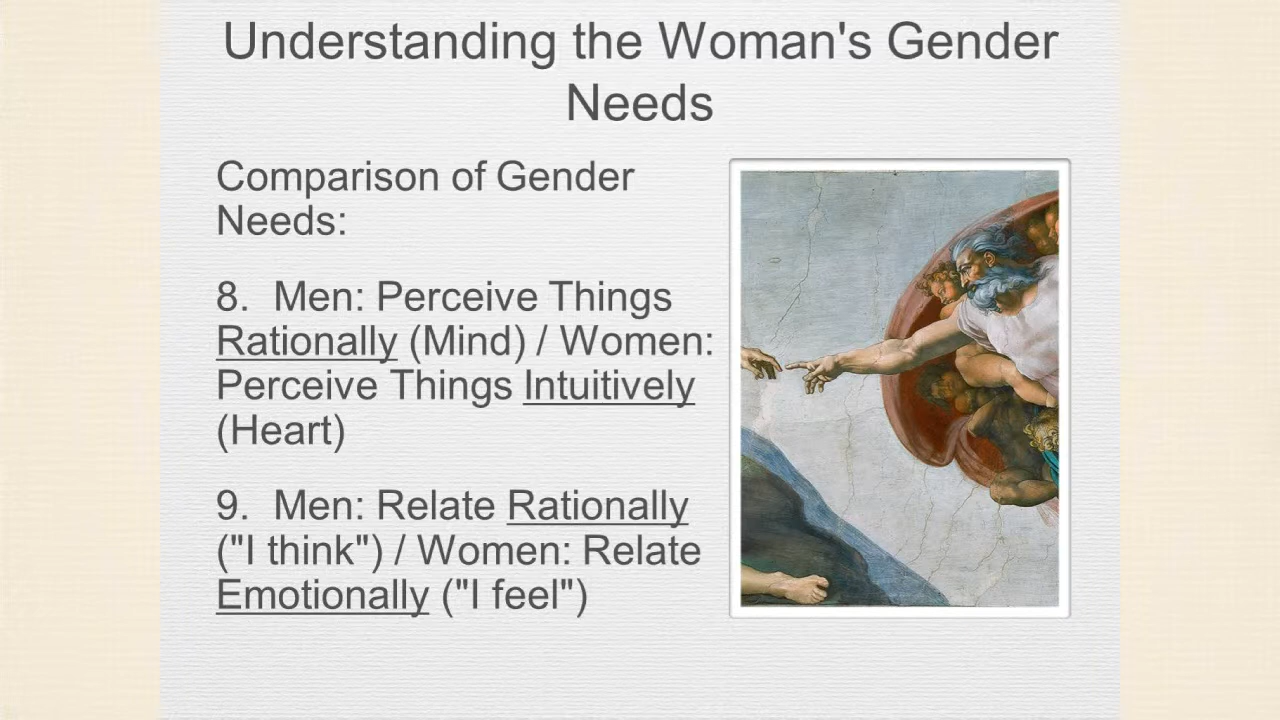 Understanding the Woman's Gender
Needs
Comparison of Gender
Needs:
8. Men: Perceive Things
Rationally (Mind) / Women:
Perceive Things Intuitively
(Heart)
9. Men: Relate Rationally
("I think") / Women: Relate
Emotionally ("I feel")